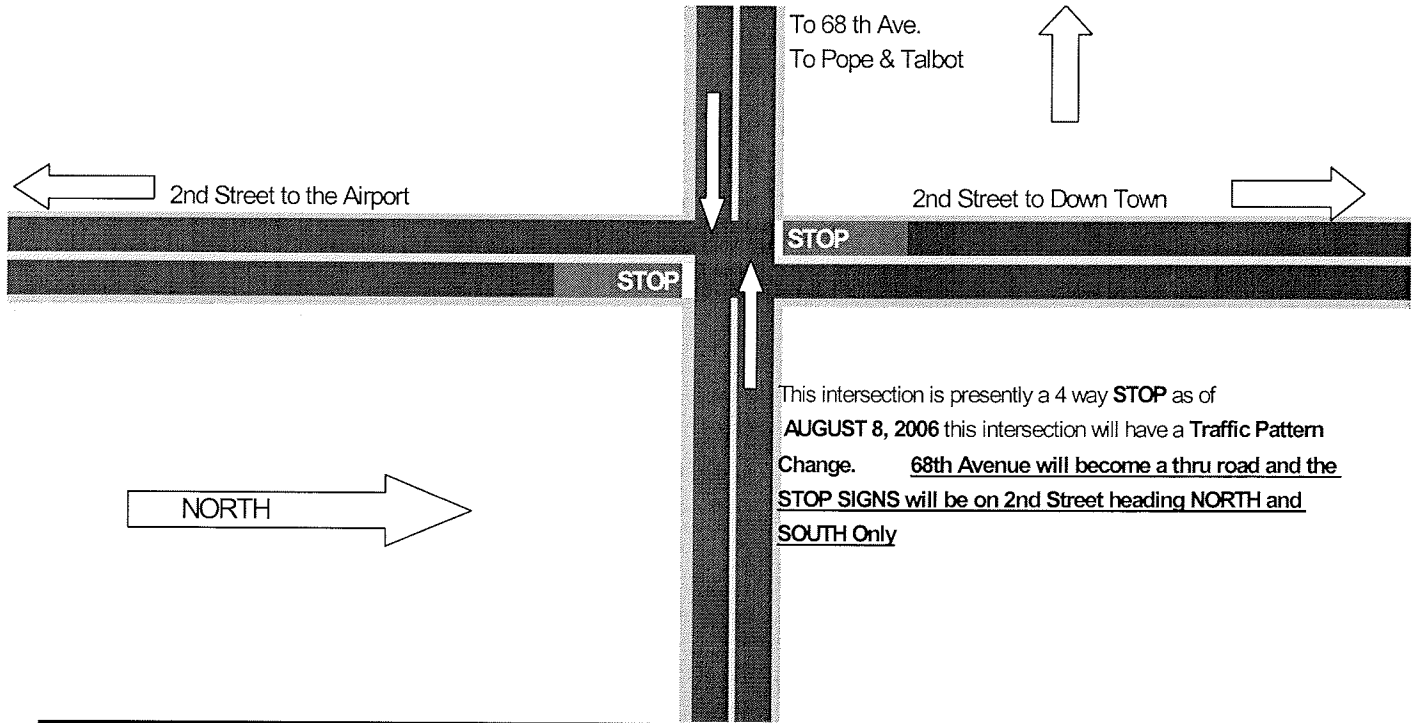 To 68 th Ave.
To Pope & Talbot
2nd Street to the Airport
2nd Street to Down Town
STOP
STOP
This intersection is presently a 4 way STOP as of
AUGUST 8, 2006 this intersection will have a Traffic Pattern
Change. 68th Avenue will become a thru road and the
STOP SIGNS will be on 2nd Street heading NORTH and
SOUTH Only
NORTH